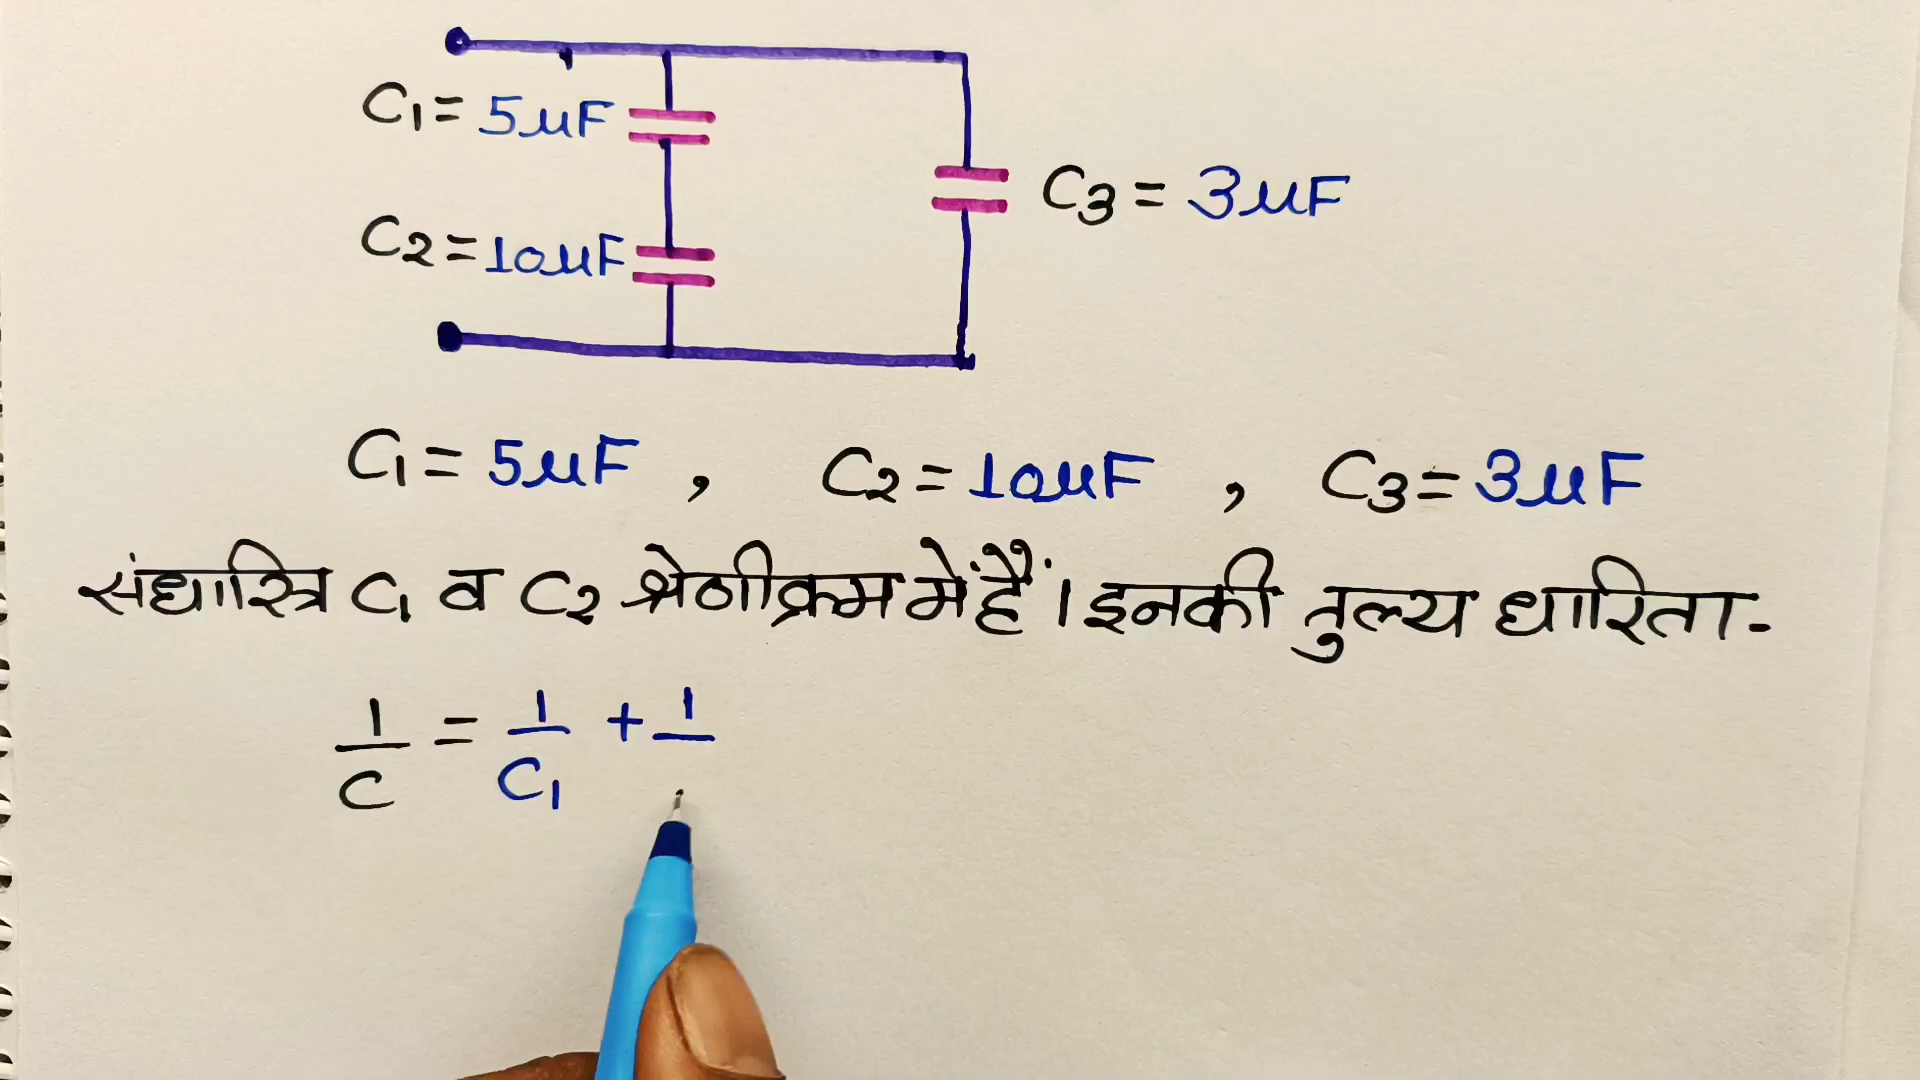 C1 = 5μF
C3 = 3μF
C2 = 10μF
C1 = 5μF , C2 = 10μF , C3 = 3μF
संधारित्र C1 व C2 श्रेणीक्रम में हैं। इनकी तुल्य धारिता -
1/C = 1/C1 + 1/